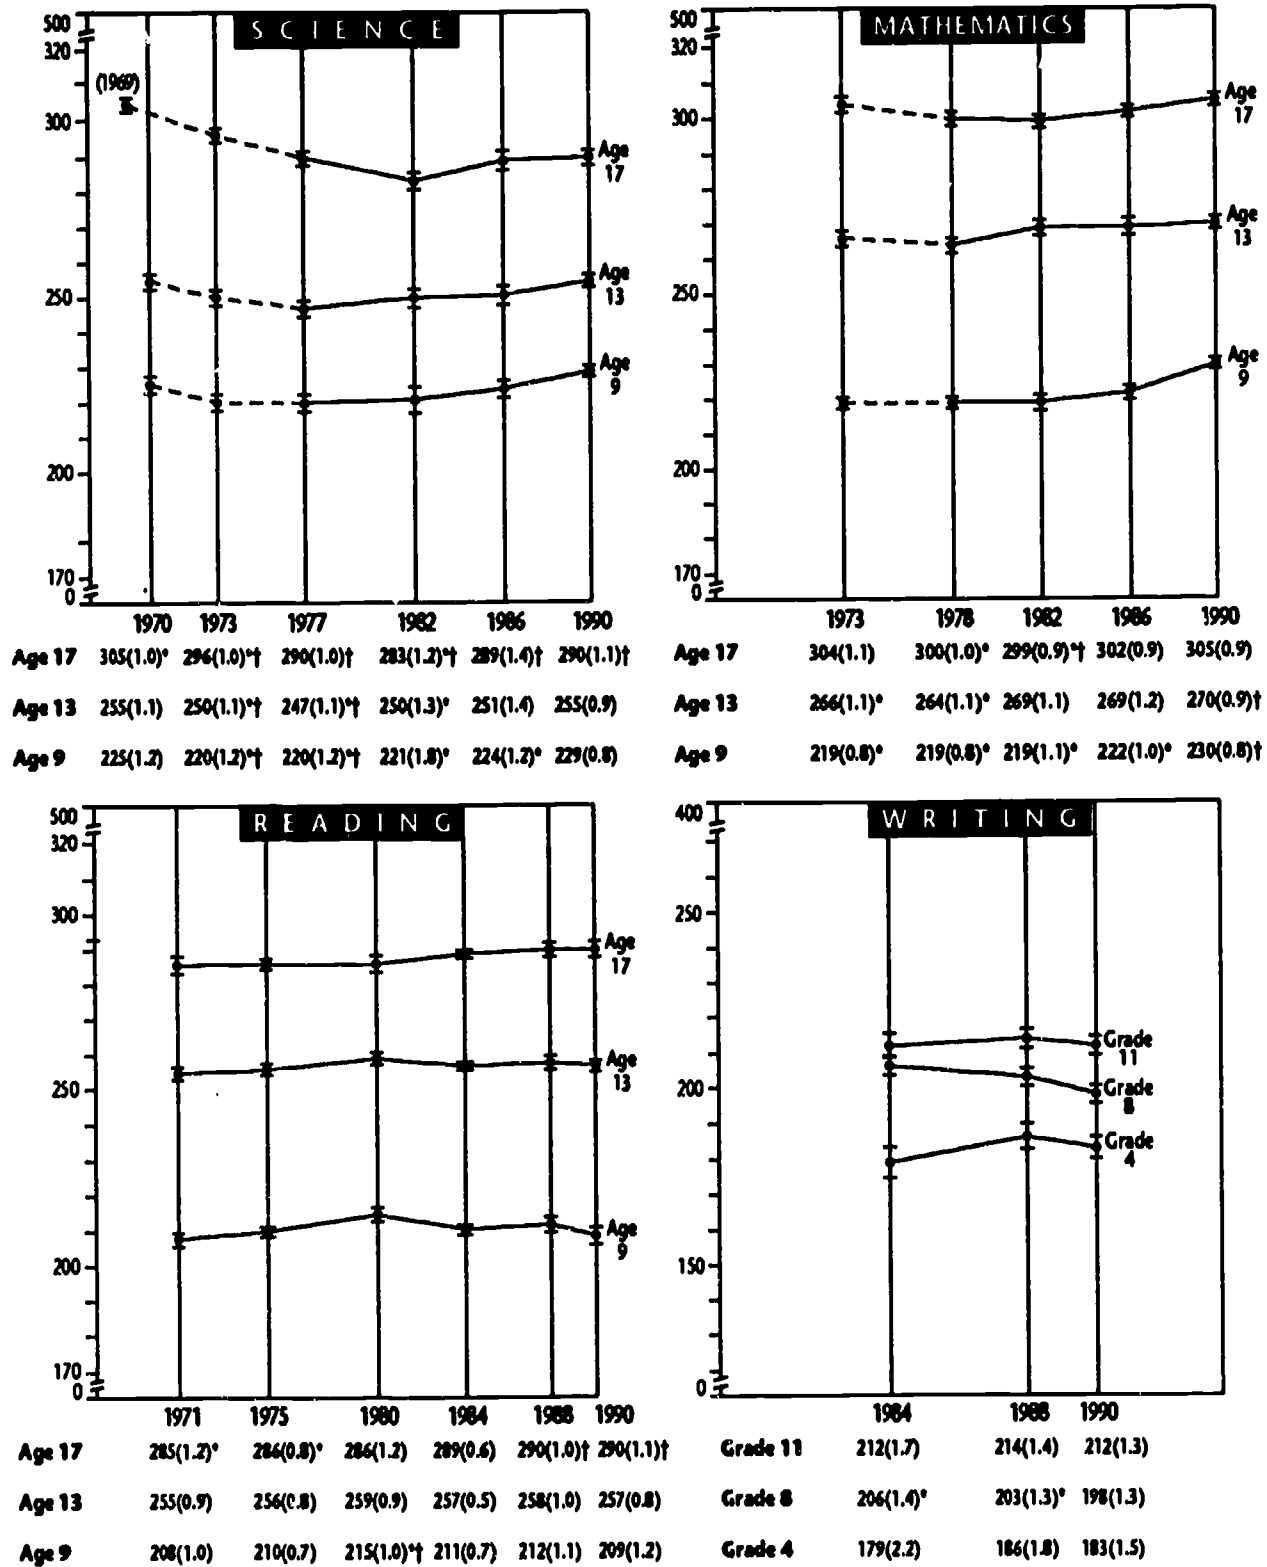 SCIENCE
500
320
(1969)
300
250
200
170
0
Age 17
Age 13
Age 9
1970 1973 1977 1982 1986 1990
Age 17 305(1.0)* 296(1.0)*† 290(1.0)† 283(1.2)*† 289(1.4)† 290(1.1)†
Age 13 255(1.1) 250(1.1)*† 247(1.1)*† 250(1.3)* 251(1.4) 255(0.9)
Age 9 225(1.2) 220(1.2)*† 220(1.2)*† 221(1.8)* 224(1.2)* 229(0.8)
MATHEMATICS
500
320
300
250
200
170
0
Age 17
Age 13
Age 9
1973 1978 1982 1986 1990
Age 17 304(1.1) 300(1.0)* 299(0.9)*† 302(0.9) 305(0.9)
Age 13 266(1.1)* 264(1.1)* 269(1.1) 269(1.2) 270(0.9)†
Age 9 219(0.8)* 219(0.8)* 219(1.1)* 222(1.0)* 230(0.8)†
READING
500
320
300
250
200
170
0
Age 17
Age 13
Age 9
1971 1975 1980 1984 1988 1990
Age 17 285(1.2)* 286(0.8)* 286(1.2) 289(0.6) 290(1.0)† 290(1.1)†
Age 13 255(0.9) 256(0.8) 259(0.9) 257(0.5) 258(1.0) 257(0.8)
Age 9 208(1.0) 210(0.7) 215(1.0)*† 211(0.7) 212(1.1) 209(1.2)
WRITING
400
250
200
150
0
Grade 11
Grade 8
Grade 4
1984 1988 1990
Grade 11 212(1.7) 214(1.4) 212(1.3)
Grade 8 206(1.4)* 203(1.3)* 198(1.3)
Grade 4 179(2.2) 186(1.8) 183(1.5)